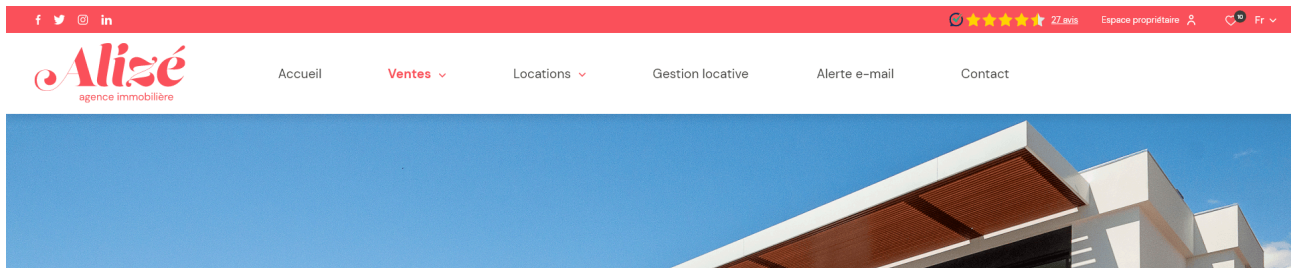 27 avis Espace propriétaire 10 Fr
Alizé
agence immobilière
Accueil Ventes Locations Gestion locative Alerte e-mail Contact